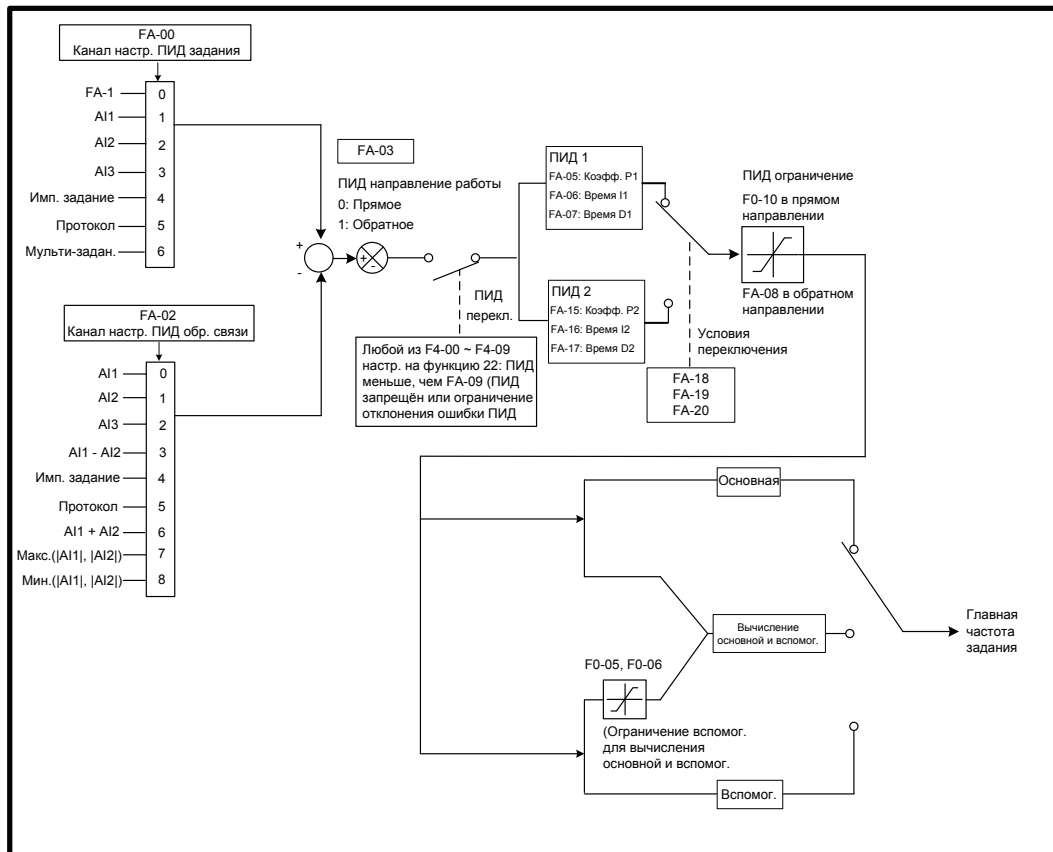 FA-00
Канал настр. ПИД задания
FA-1
0
AI1
1
AI2
2
AI3
3
Имп. задание
4
Протокол
5
Мульти-задан.
6
FA-02
Канал настр. ПИД обр. связи
AI1
0
AI2
1
AI3
2
AI1 - AI2
3
Имп. задание
4
Протокол
5
AI1 + AI2
6
Макс.(|AI1|, |AI2|)
7
Мин.(|AI1|, |AI2|)
8
+
-
FA-03
ПИД направление работы
0: Прямое
1: Обратное
+
-
ПИД
перекл.
Любой из F4-00 ~ F4-09
настр. на функцию 22: ПИД
меньше, чем FA-09 (ПИД
запрещён или ограничение
отклонения ошибки ПИД
ПИД 1
FA-05: Коэфф. P1
FA-06: Время I1
FA-07: Время D1
ПИД 2
FA-15: Коэфф. P2
FA-16: Время I2
FA-17: Время D2
Условия
переключения
FA-18
FA-19
FA-20
ПИД ограничение
F0-10 в прямом
направлении
FA-08 в обратном
направлении
Основная
Вычисление
основной и вспомог.
F0-05, F0-06
(Ограничение вспомог.
для вычисления
основной и вспомог.
Вспомог.
Главная
частота
задания